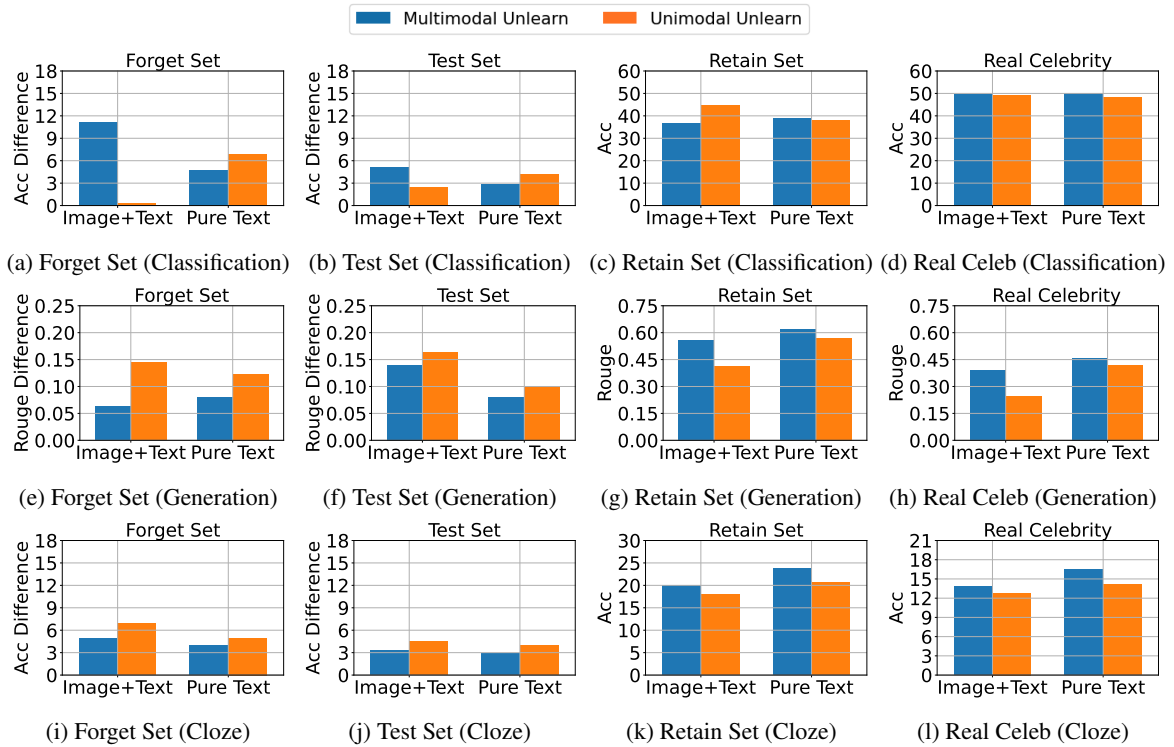 Multimodal Unlearn Unimodal Unlearn
Forget Set Test Set Retain Set Real Celebrity
Acc Difference
18
15
12
9
6
3
0
Image+Text Pure Text
Acc Difference
18
15
12
9
6
3
0
Image+Text Pure Text
Acc
60
50
40
30
20
10
0
Image+Text Pure Text
Acc
60
50
40
30
20
10
0
Image+Text Pure Text
(a) Forget Set (Classification) (b) Test Set (Classification) (c) Retain Set (Classification) (d) Real Celeb (Classification)
Forget Set Test Set Retain Set Real Celebrity
Rouge Difference
0.25
0.20
0.15
0.10
0.05
0.00
Image+Text Pure Text
Rouge Difference
0.25
0.20
0.15
0.10
0.05
0.00
Image+Text Pure Text
Rouge
0.75
0.60
0.45
0.30
0.15
0.00
Image+Text Pure Text
Rouge
0.75
0.60
0.45
0.30
0.15
0.00
Image+Text Pure Text
(e) Forget Set (Generation) (f) Test Set (Generation) (g) Retain Set (Generation) (h) Real Celeb (Generation)
Forget Set Test Set Retain Set Real Celebrity
Acc Difference
18
15
12
9
6
3
0
Image+Text Pure Text
Acc Difference
18
15
12
9
6
3
0
Image+Text Pure Text
Acc
30
25
20
15
10
5
0
Image+Text Pure Text
Acc
21
18
15
12
9
6
3
0
Image+Text Pure Text
(i) Forget Set (Cloze) (j) Test Set (Cloze) (k) Retain Set (Cloze) (l) Real Celeb (Cloze)